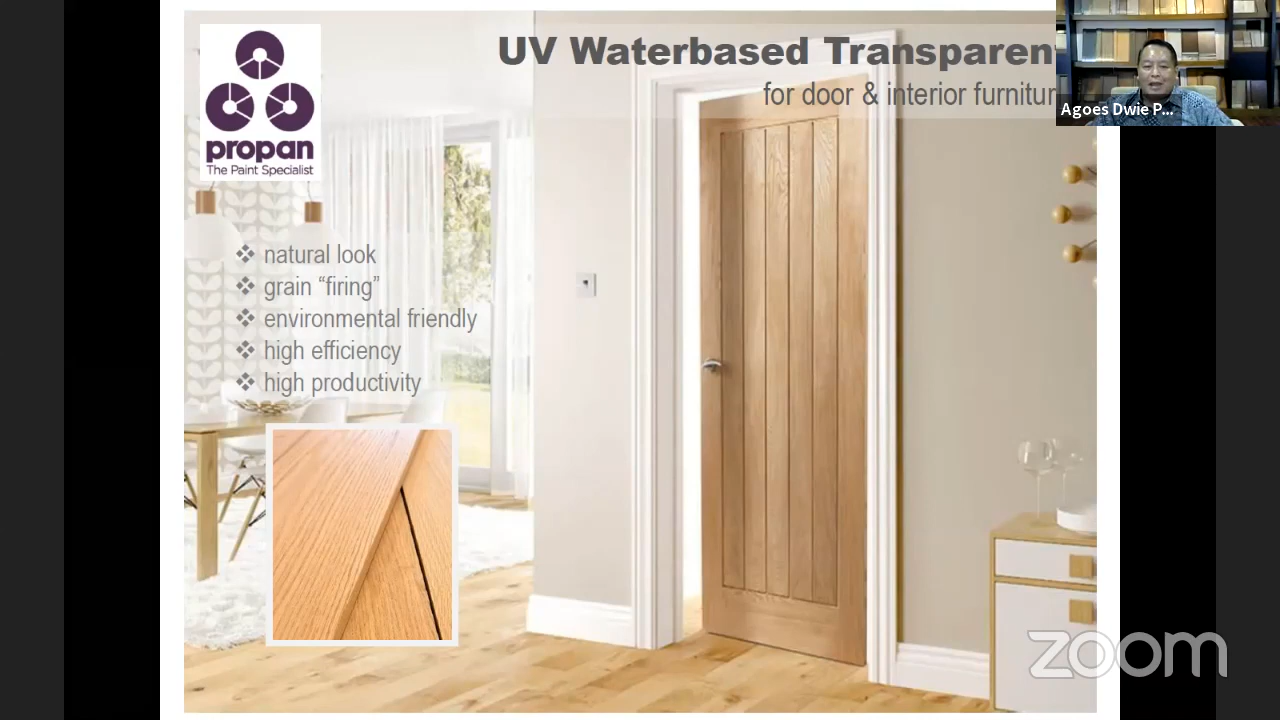 propan
The Paint Specialist
UV Waterbased Transparen
for door & interior furnitur
Agoes Dwie P...
natural look
grain “firing”
environmental friendly
high efficiency
high productivity
zoom